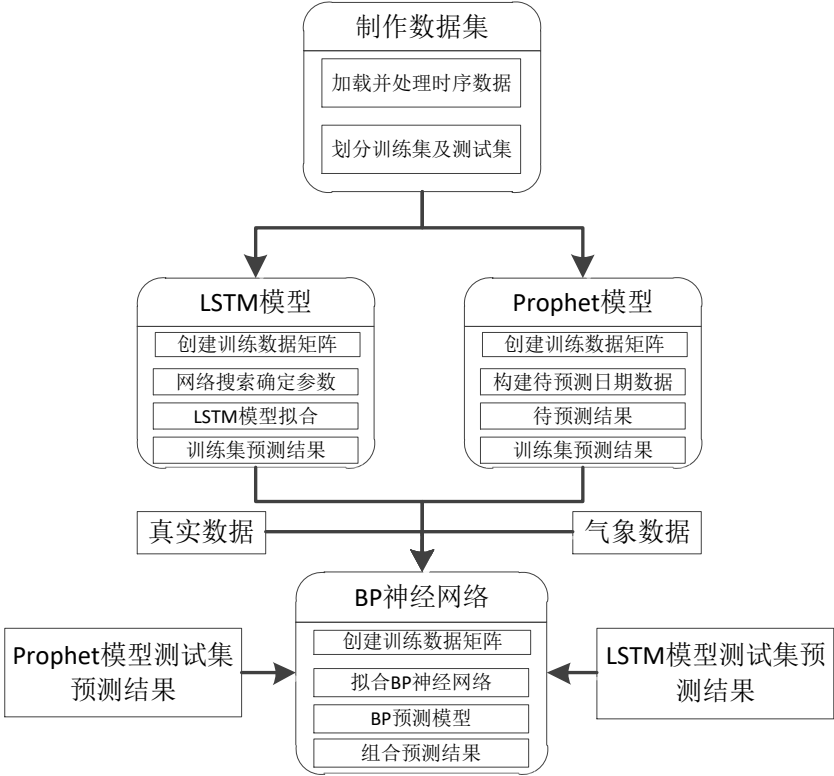 制作数据集
加载并处理时序数据
划分训练集及测试集
LSTM模型
创建训练数据矩阵
网络搜索确定参数
LSTM模型拟合
训练集预测结果
Prophet模型
创建训练数据矩阵
构建待预测日期数据
待预测结果
训练集预测结果
真实数据
气象数据
BP神经网络
创建训练数据矩阵
拟合BP神经网络
BP预测模型
组合预测结果
Prophet模型测试集
预测结果
LSTM模型测试集预
测结果